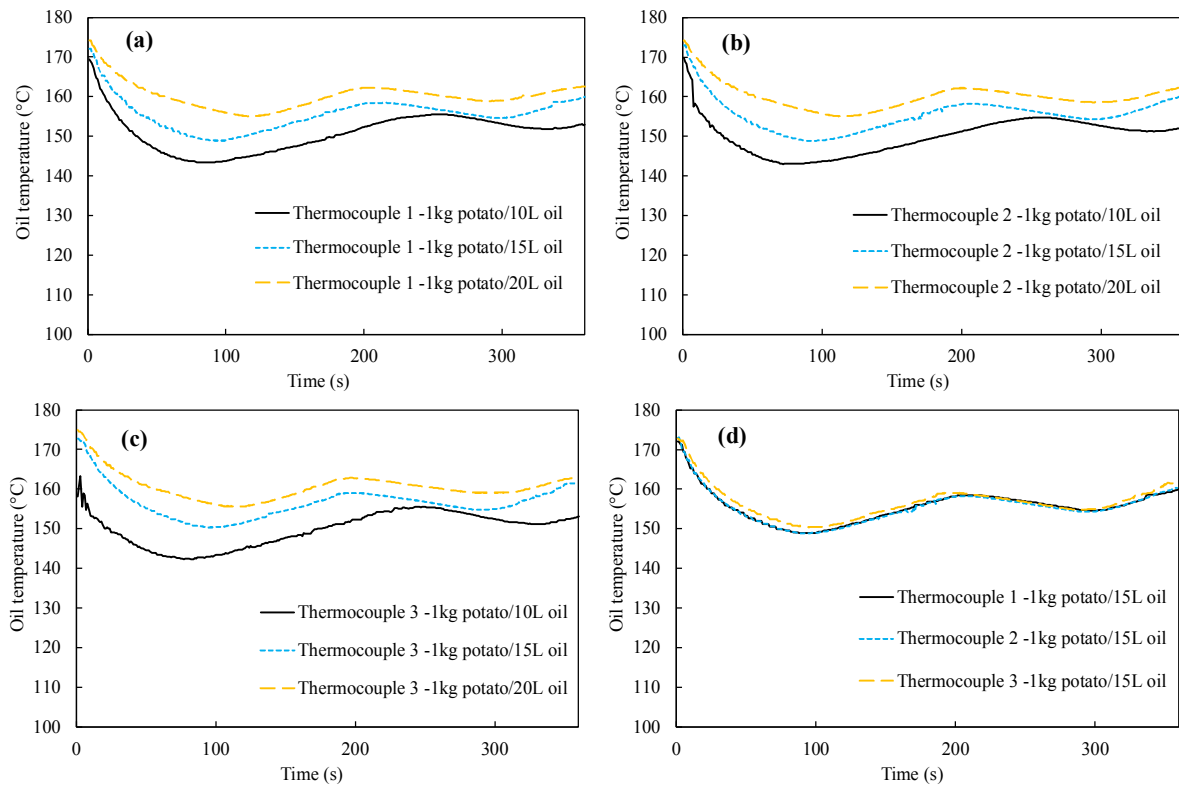 (a)
180
170
160
150
140
130
120
110
100
Oil temperature (°C)
Thermocouple 1 -1kg potato/10L oil
Thermocouple 1 -1kg potato/15L oil
Thermocouple 1 -1kg potato/20L oil
0 100 200 300
Time (s)
(b)
180
170
160
150
140
130
120
110
100
Oil temperature (°C)
Thermocouple 2 -1kg potato/10L oil
Thermocouple 2 -1kg potato/15L oil
Thermocouple 2 -1kg potato/20L oil
0 100 200 300
Time (s)
(c)
180
170
160
150
140
130
120
110
100
Oil temperature (°C)
Thermocouple 3 -1kg potato/10L oil
Thermocouple 3 -1kg potato/15L oil
Thermocouple 3 -1kg potato/20L oil
0 100 200 300
Time (s)
(d)
180
170
160
150
140
130
120
110
100
Oil temperature (°C)
Thermocouple 1 -1kg potato/15L oil
Thermocouple 2 -1kg potato/15L oil
Thermocouple 3 -1kg potato/15L oil
0 100 200 300
Time (s)